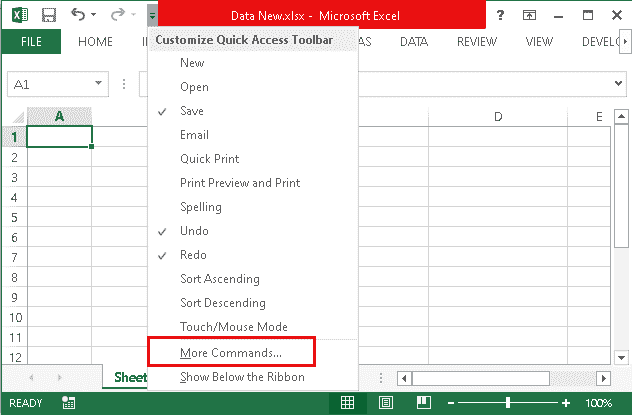 Data New.xlsx - Microsoft Excel
?
FILE
HOME
AS
DATA
REVIEW
VIEW
DEVELO
A1
Customize Quick Access Toolbar
New
Open
Save
Email
Quick Print
Print Preview and Print
Spelling
Undo
Redo
Sort Ascending
Sort Descending
Touch/Mouse Mode
More Commands...
Show Below the Ribbon
A
D
E
1
2
3
4
5
6
7
8
9
10
11
12
Sheet
READY
100%